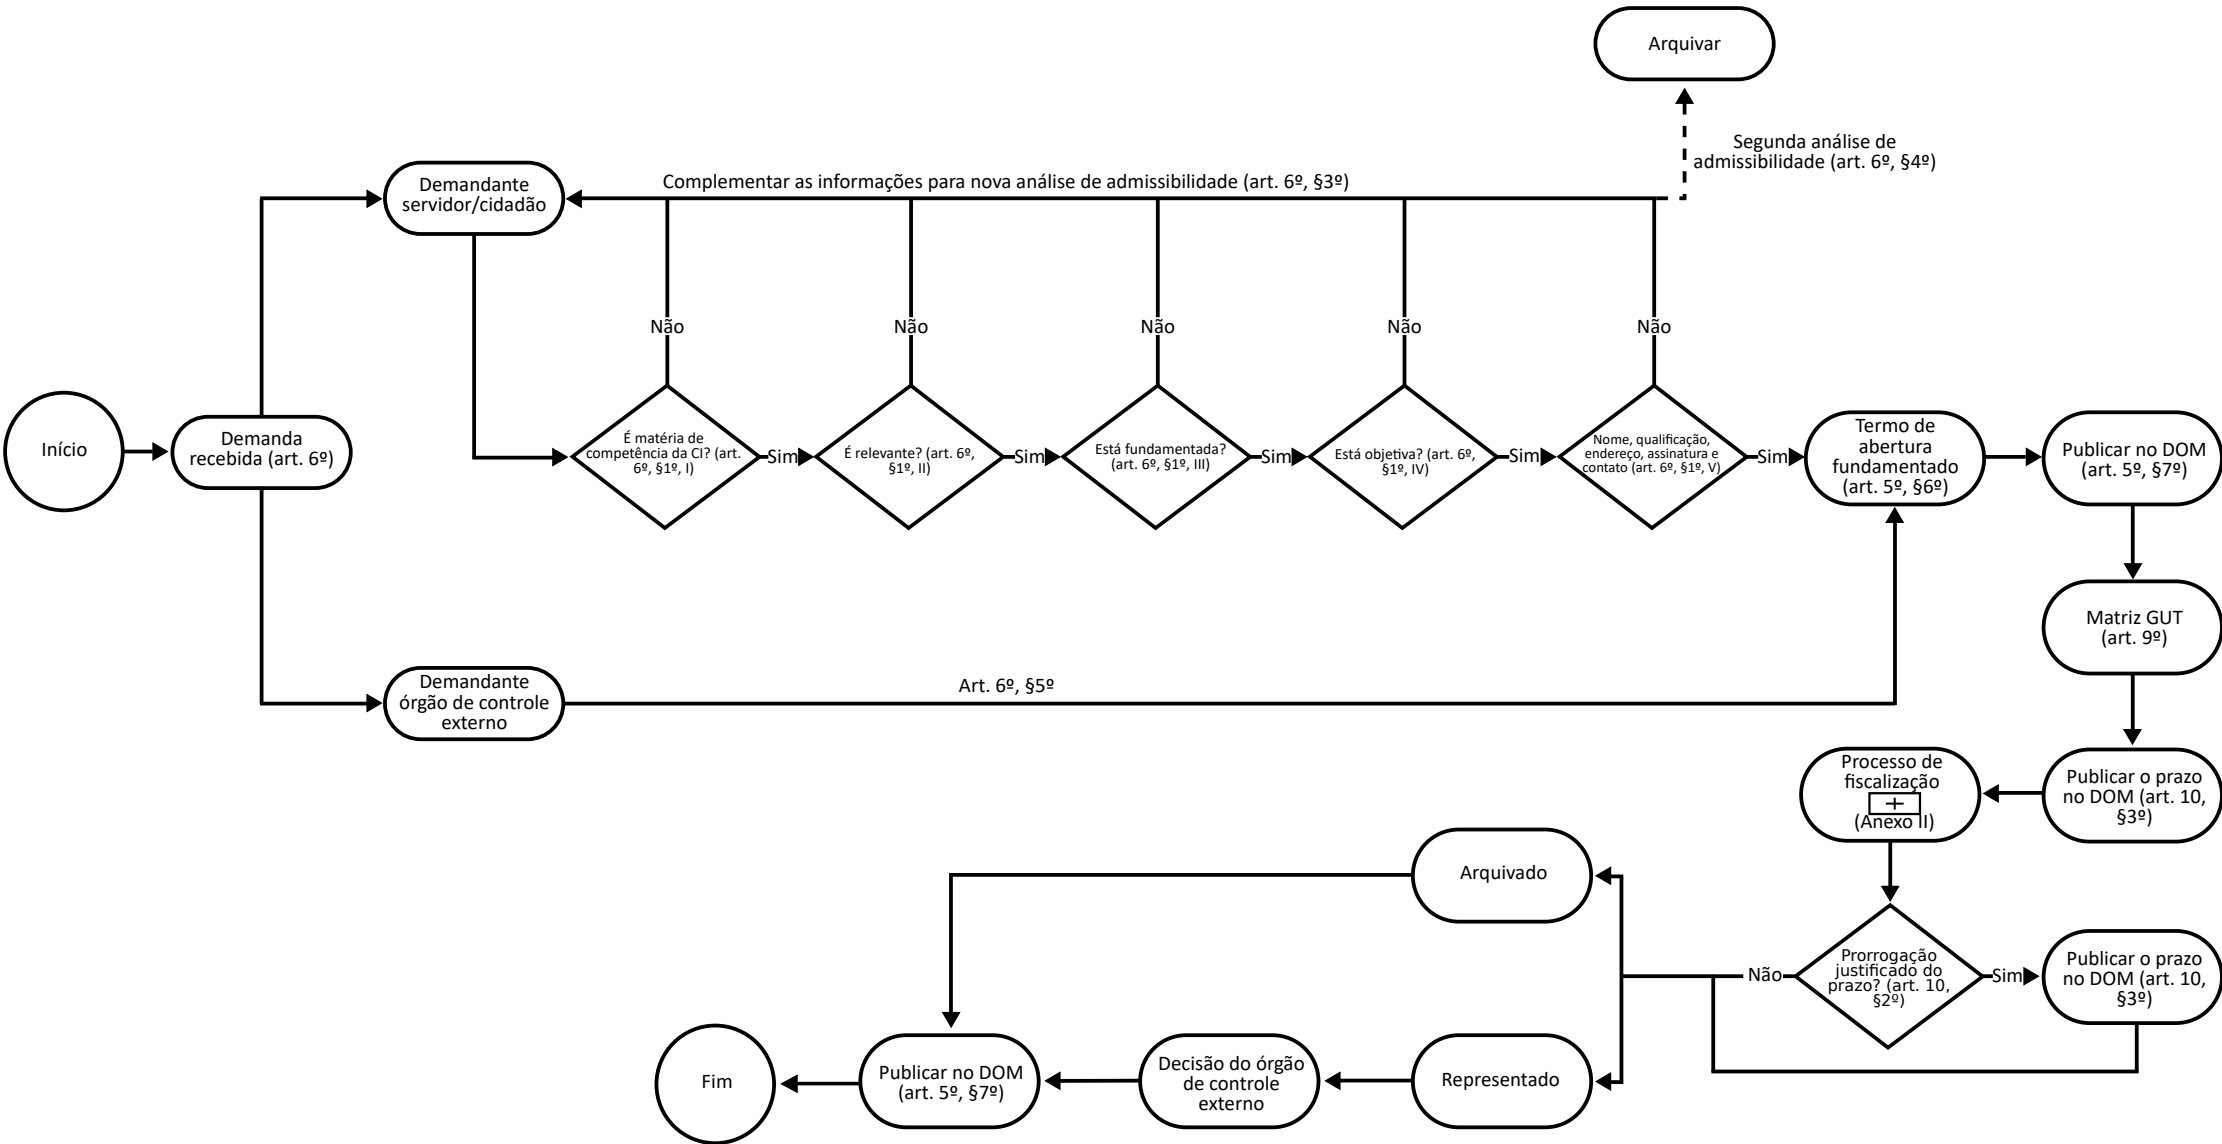 Arquivar
Segunda análise de
admissibilidade (art. 6º, §4º)
Demandante
servidor/cidadão
Complementar as informações para nova análise de admissibilidade (art. 6º, §3º)
Não
Não
Não
Não
Não
Início
Demanda
recebida (art. 6º)
É matéria de
competência da CI? (art.
6º, §1º, I)
Sim
É relevante? (art. 6º,
§1º, II)
Sim
Está fundamentada?
(art. 6º, §1º, III)
Sim
Está objetiva? (art. 6º,
§1º, IV)
Sim
Nome, qualificação,
endereço, assinatura e
contato (art. 6º, §1º, V)
Sim
Termo de
abertura
fundamentado
(art. 5º, §6º)
Publicar no DOM
(art. 5º, §7º)
Matriz GUT
(art. 9º)
Demandante
órgão de controle
externo
Art. 6º, §5º
Processo de
fiscalização
+
(Anexo II)
Publicar o prazo
no DOM (art. 10,
§3º)
Arquivado
Não
Prorrogação
justificado do
prazo? (art. 10,
§2º)
Sim
Publicar o prazo
no DOM (art. 10,
§3º)
Fim
Publicar no DOM
(art. 5º, §7º)
Decisão do órgão
de controle
externo
Representado